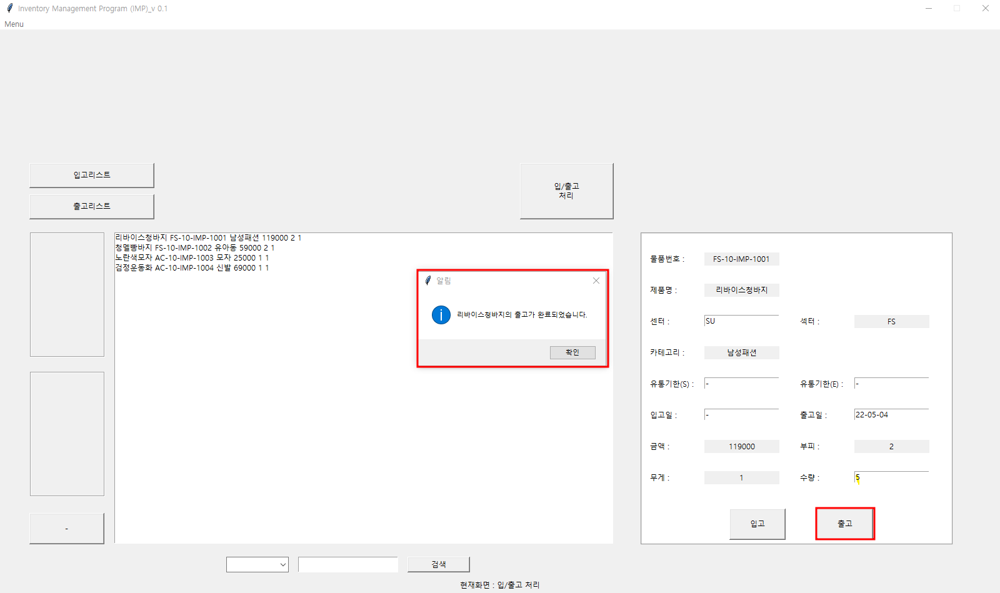 Inventory Management Program (IMP)_v 0.1
Menu
입고리스트
출고리스트
입/출고
처리
리바이스청바지 FS-10-IMP-1001 남성패션 119000 2 1
청멜빵바지 FS-10-IMP-1002 유아동 59000 2 1
노란색모자 AC-10-IMP-1003 모자 25000 1 1
검정운동화 AC-10-IMP-1004 신발 69000 1 1
알림
리바이스청바지의 출고가 완료되었습니다.
확인
물품번호 : FS-10-IMP-1001
제품명 : 리바이스청바지
센터 : SU 섹터 : FS
카테고리 : 남성패션
유통기한(S) : - 유통기한(E) : -
입고일 : - 출고일 : 22-05-04
금액 : 119000 부피 : 2
무게 : 1 수량 : 5
입고 출고
-
검색
현재화면 : 입/출고 처리